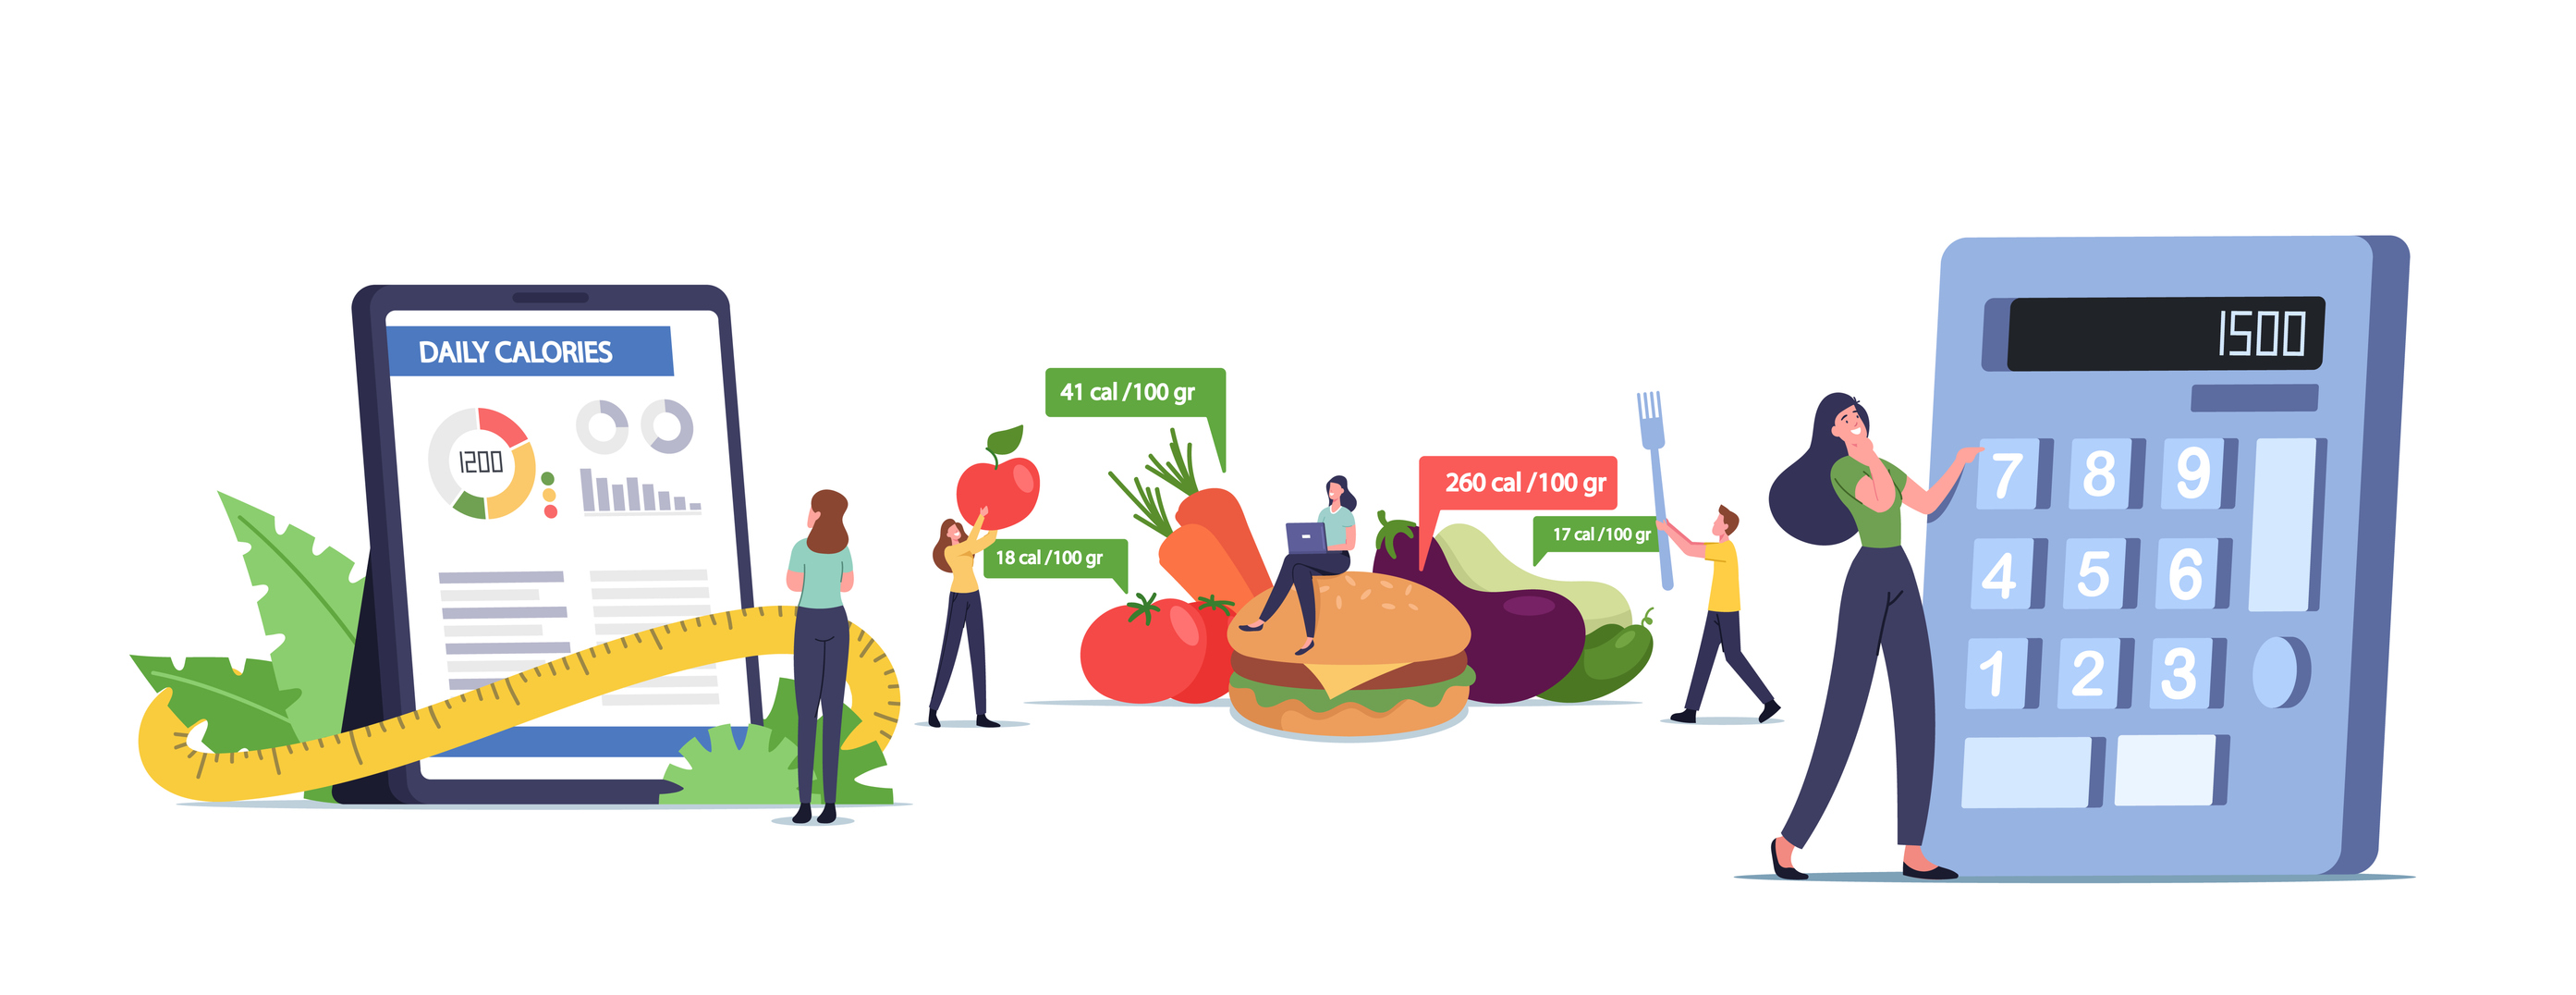 DAILY CALORIES
1200
41 cal /100 gr
18 cal /100 gr
260 cal /100 gr
17 cal /100 gr
1500
7 8 9
4 5 6
1 2 3